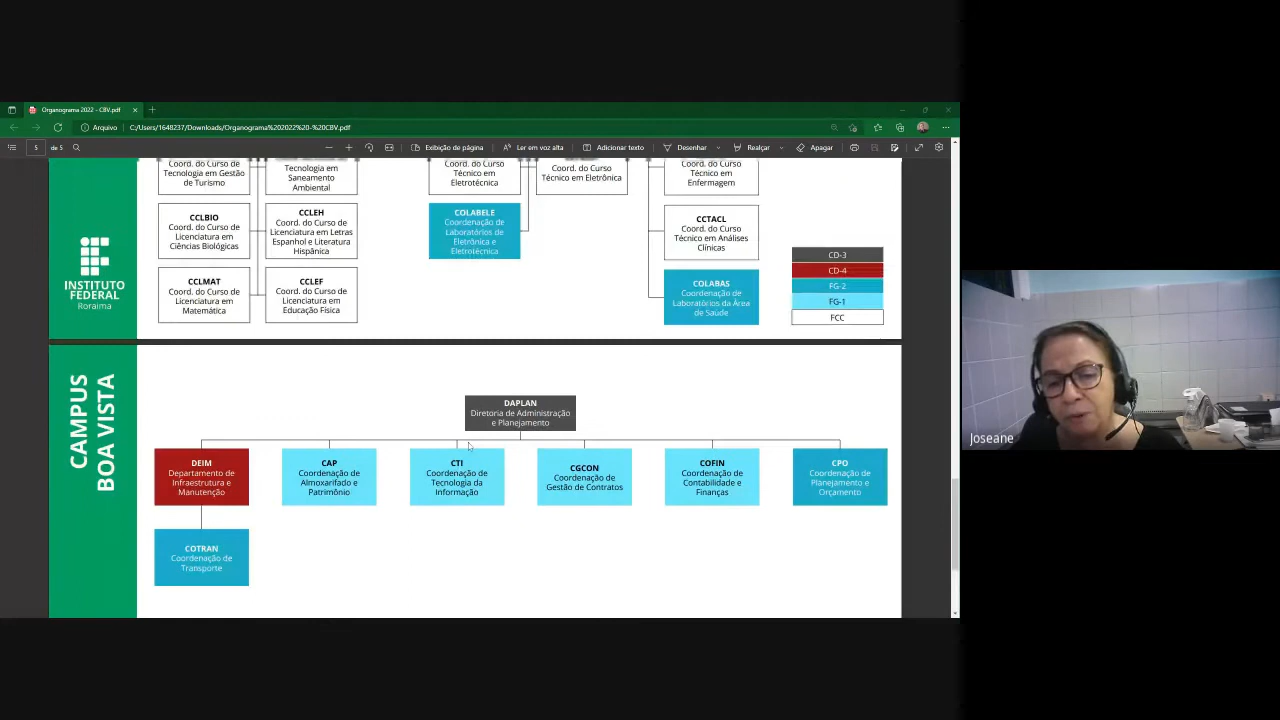 Organograma 2022 - CBV.pdf
Arquivo
C:/Users/1648237/Downloads/Organograma%202022%20-%20CBV.pdf
5
de 5
Exibição de página
Ler em voz alta
Adicionar texto
Desenhar
Realçar
Apagar
INSTITUTO
FEDERAL
Roraima
Coord. do Curso de
Tecnologia em Gestão
de Turismo
Tecnologia em
Saneamento
Ambiental
Coord. do Curso
Técnico em
Eletrotécnica
Coord. do Curso
Técnico em Eletrônica
Coord. do Curso
Técnico em
Enfermagem
CCLBIO
Coord. do Curso de
Licenciatura em
Ciências Biológicas
CCLEH
Coord. do Curso de
Licenciatura em Letras
Espanhol e Literatura
Hispânica
COLABELE
Coordenação de
Laboratórios de
Eletrônica e
Eletrotécnica
CCTACL
Coord. do Curso
Técnico em Análises
Clínicas
CCLMAT
Coord. do Curso de
Licenciatura em
Matemática
CCLEF
Coord. do Curso de
Licenciatura em
Educação Física
COLABAS
Coordenação de
Laboratórios da Área
de Saúde
CD-3
CD-4
FG-2
FG-1
FCC
CAMPUS
BOA VISTA
DAPLAN
Diretoria de Administração
e Planejamento
DEIM
Departamento de
Infraestrutura e
Manutenção
CAP
Coordenação de
Almoxarifado e
Patrimônio
CTI
Coordenação de
Tecnologia da
Informação
CGCON
Coordenação de
Gestão de Contratos
COFIN
Coordenação de
Contabilidade e
Finanças
CPO
Coordenação de
Planejamento e
Orçamento
COTRAN
Coordenação de
Transporte
Joseane